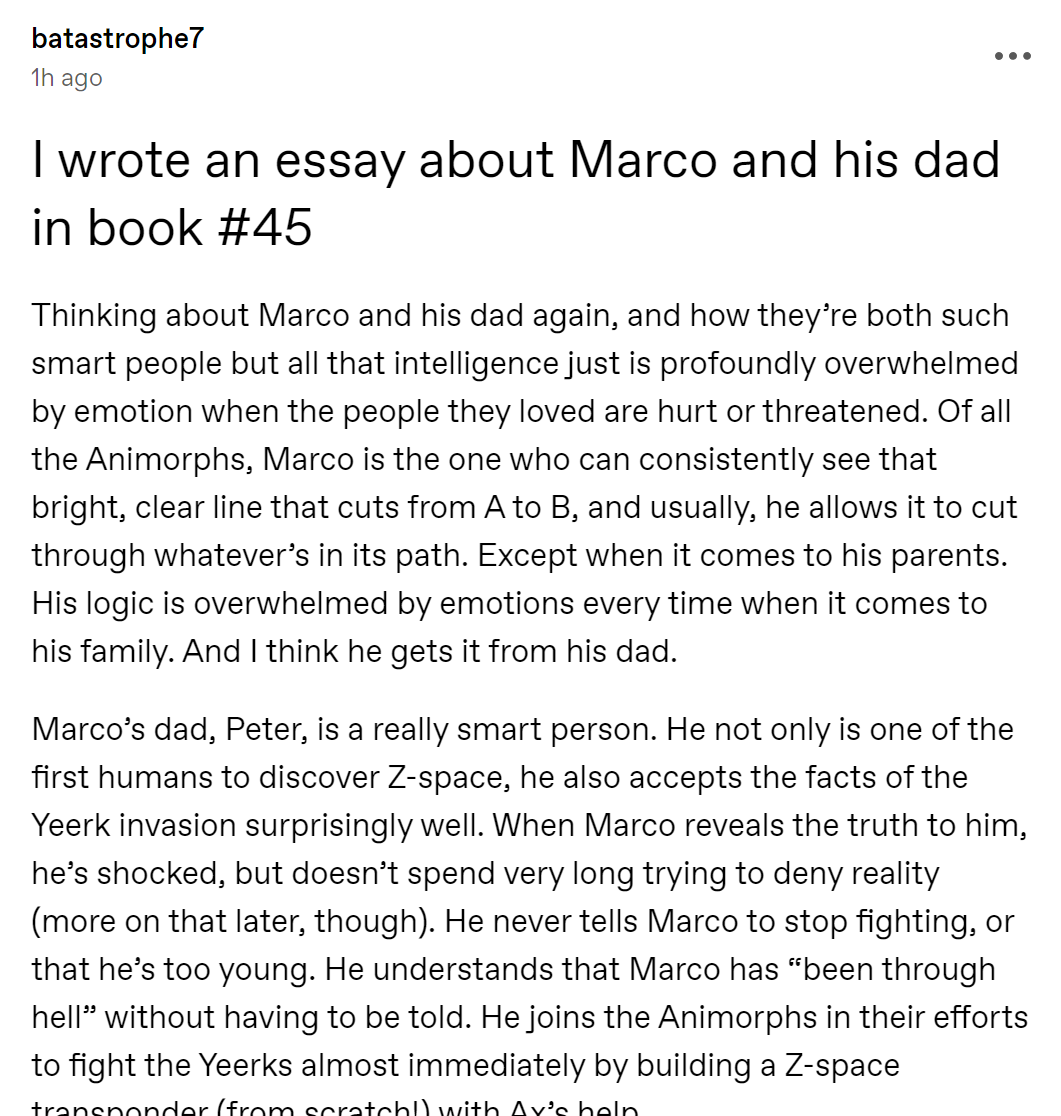 batastrophe7
1h ago
I wrote an essay about Marco and his dad
in book #45
Thinking about Marco and his dad again, and how they’re both such
smart people but all that intelligence just is profoundly overwhelmed
by emotion when the people they loved are hurt or threatened. Of all
the Animorphs, Marco is the one who can consistently see that
bright, clear line that cuts from A to B, and usually, he allows it to cut
through whatever’s in its path. Except when it comes to his parents.
His logic is overwhelmed by emotions every time when it comes to
his family. And I think he gets it from his dad.
Marco’s dad, Peter, is a really smart person. He not only is one of the
first humans to discover Z-space, he also accepts the facts of the
Yeerk invasion surprisingly well. When Marco reveals the truth to him,
he’s shocked, but doesn’t spend very long trying to deny reality
(more on that later, though). He never tells Marco to stop fighting, or
that he’s too young. He understands that Marco has “been through
hell” without having to be told. He joins the Animorphs in their efforts
to fight the Yeerks almost immediately by building a Z-space
transponder (from scratch!) with Ax’s help.